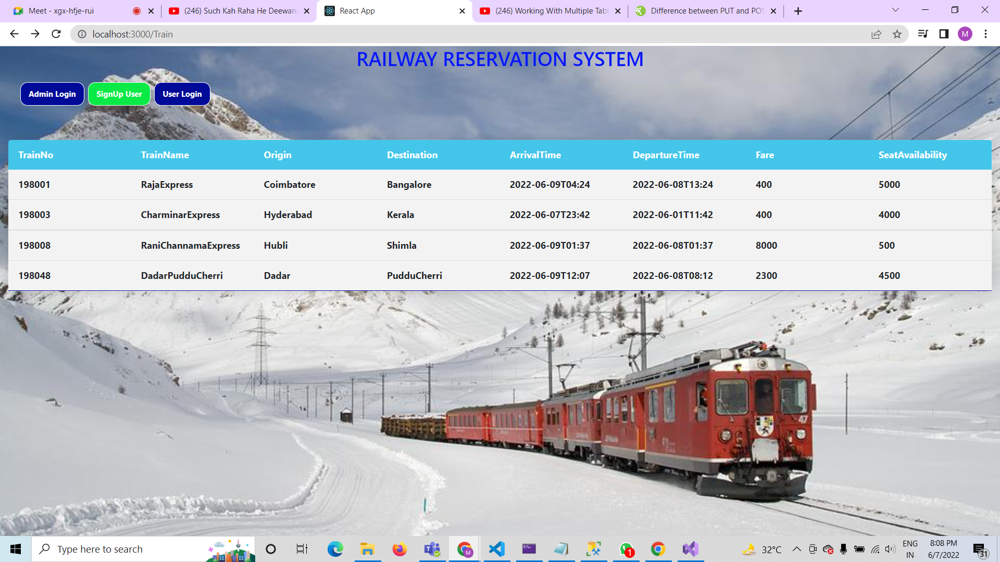 Meet - xgx-hfje-rui
(246) Such Kah Raha He Deewana
React App
(246) Working With Multiple Tabl
Difference between PUT and POS
localhost:3000/Train
M
RAILWAY RESERVATION SYSTEM
Admin Login SignUp User User Login
TrainNo TrainName Origin Destination ArrivalTime DepartureTime Fare SeatAvailability
198001 RajaExpress Coimbatore Bangalore 2022-06-09T04:24 2022-06-08T13:24 400 5000
198003 CharminarExpress Hyderabad Kerala 2022-06-07T23:42 2022-06-01T11:42 400 4000
198008 RaniChannamaExpress Hubli Shimla 2022-06-09T01:37 2022-06-08T01:37 8000 500
198048 DadarPudduCherri Dadar PudduCherri 2022-06-09T12:07 2022-06-08T08:12 2300 4500
47
Type here to search
M
1
32°C
ENG
IN
8:08 PM
6/7/2022
31